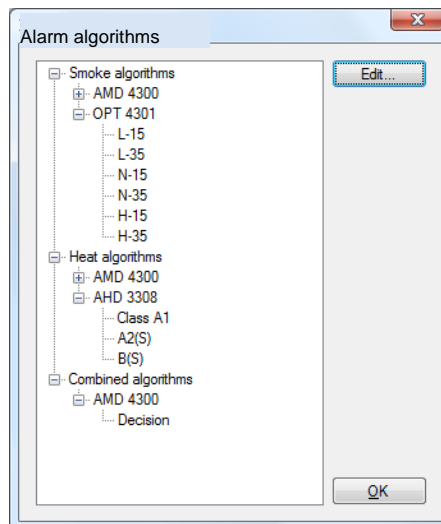 Alarm algorithms
Smoke algorithms
AMD 4300
OPT 4301
L-15
L-35
N-15
N-35
H-15
H-35
Heat algorithms
AMD 4300
AHD 3308
Class A1
A2(S)
B(S)
Combined algorithms
AMD 4300
Decision
Edit...
OK